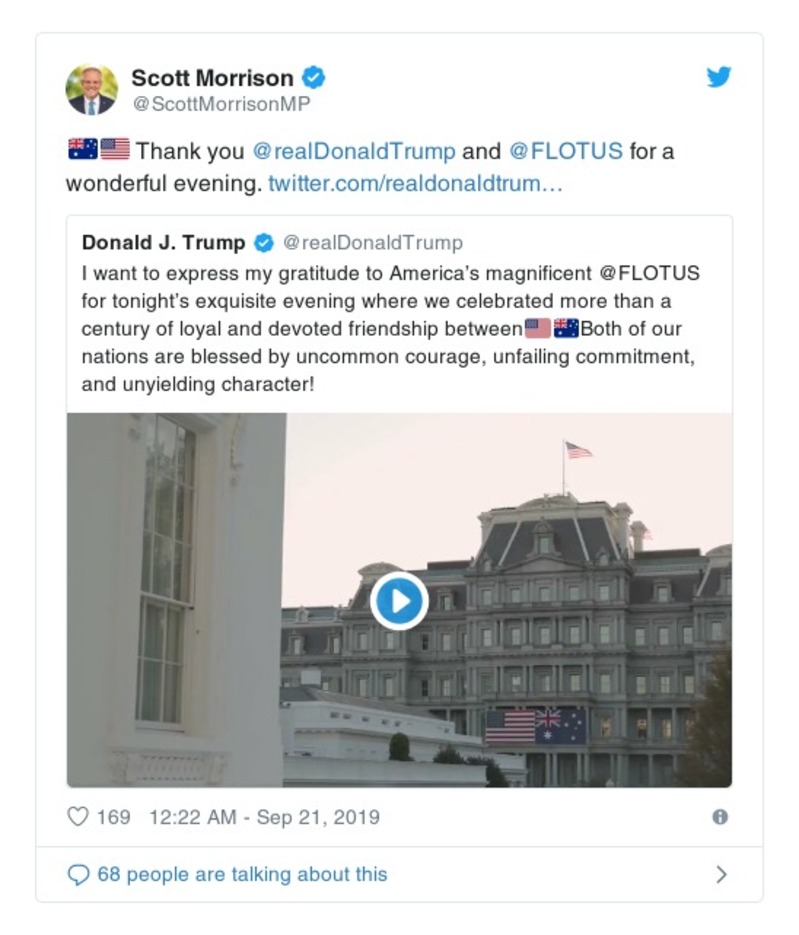 Scott Morrison
@ScottMorrisonMP
🇦🇺🇺🇸 Thank you @realDonaldTrump and @FLOTUS for a
wonderful evening. twitter.com/realdonaldtrum…
Donald J. Trump @realDonaldTrump
I want to express my gratitude to America’s magnificent @FLOTUS
for tonight’s exquisite evening where we celebrated more than a
century of loyal and devoted friendship between🇺🇸🇦🇺Both of our
nations are blessed by uncommon courage, unfailing commitment,
and unyielding character!
169 12:22 AM - Sep 21, 2019
68 people are talking about this